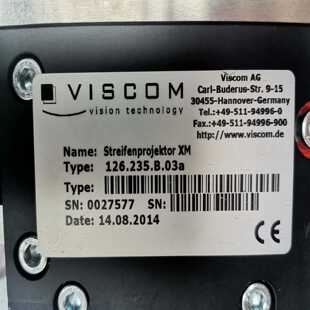 VISCOM
vision technology
Viscom AG
Carl-Buderus-Str. 9-15
30455-Hannover-Germany
Tel.:+49-511-94996-0
Fax.:+49-511-94996-900
http://www.viscom.de
Name: Streifenprojektor XM
Type: 126.235.B.03a
Type:
SN: 0027577 SN:
Date: 14.08.2014 CE